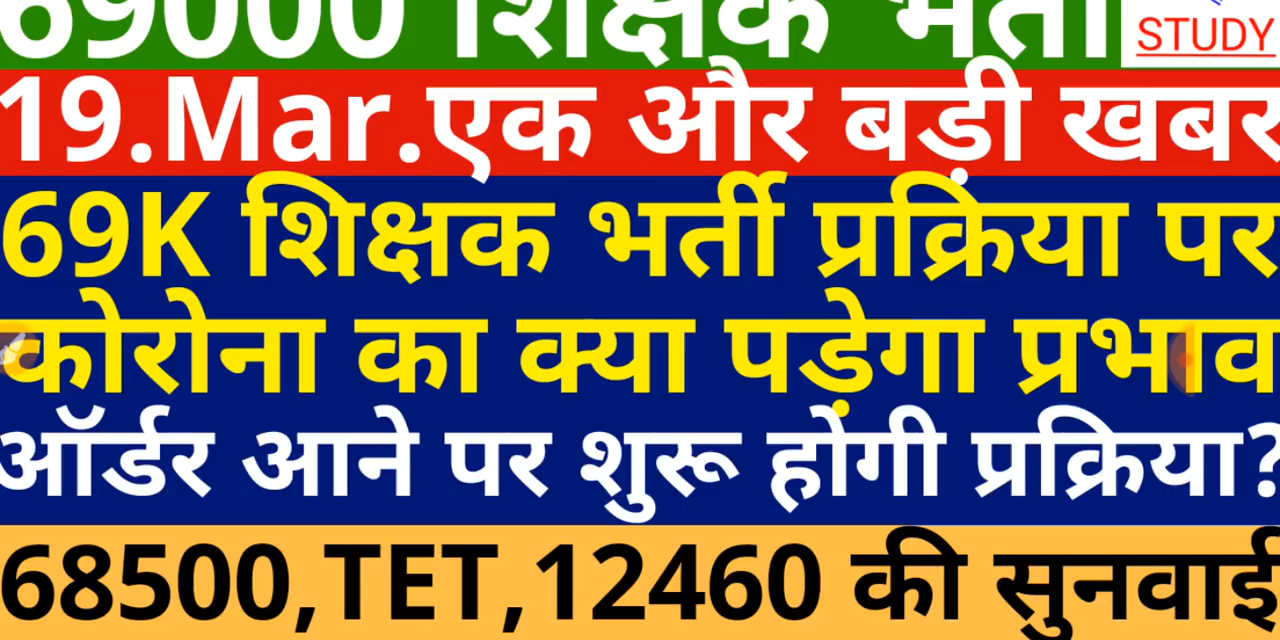 69000 शिक्षक भर्ती
STUDY
19.Mar.एक और बड़ी खबर
69K शिक्षक भर्ती प्रक्रिया पर
कोरोना का क्या पड़ेगा प्रभाव
ऑर्डर आने पर शुरू होगी प्रक्रिया?
68500,TET,12460 की सुनवाई